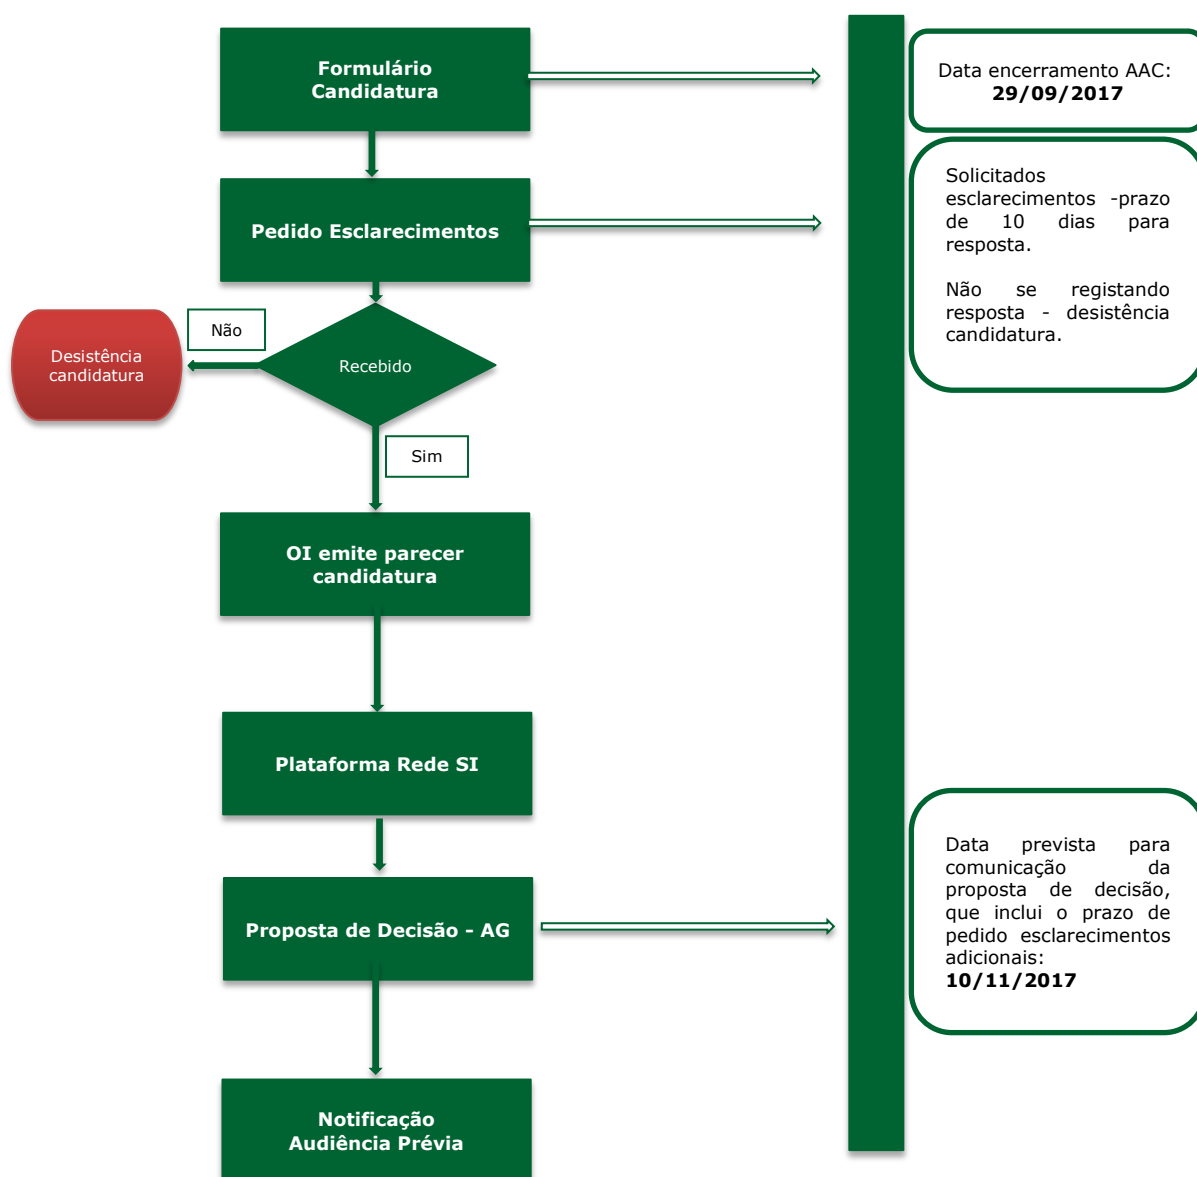 Formulário
Candidatura
Data encerramento AAC:
29/09/2017
Pedido Esclarecimentos
Solicitados
esclarecimentos -prazo
de 10 dias para
resposta.
Não se registando
resposta - desistência
candidatura.
Não
Desistência
candidatura
Recebido
Sim
OI emite parecer
candidatura
Plataforma Rede SI
Proposta de Decisão - AG
Data prevista para
comunicação da
proposta de decisão,
que inclui o prazo de
pedido esclarecimentos
adicionais:
10/11/2017
Notificação
Audiência Prévia